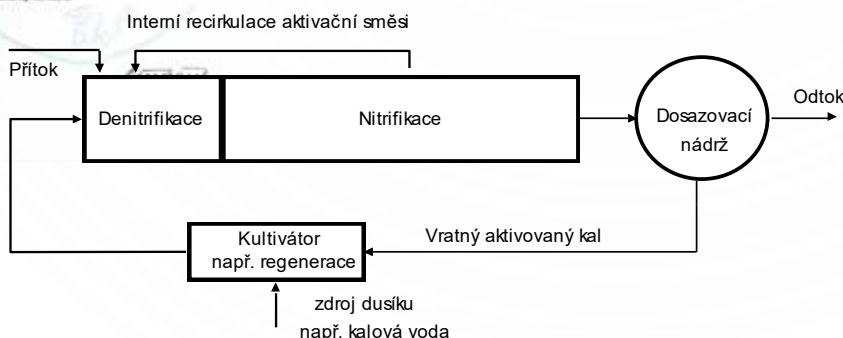 Interní recirkulace aktivační směsi
Přítok
Denitrifikace
Nitrifikace
Dosazovací
nádrž
Odtok
Vratný aktivovaný kal
Kultivátor
např. regenerace
zdroj dusíku
např. kalová voda